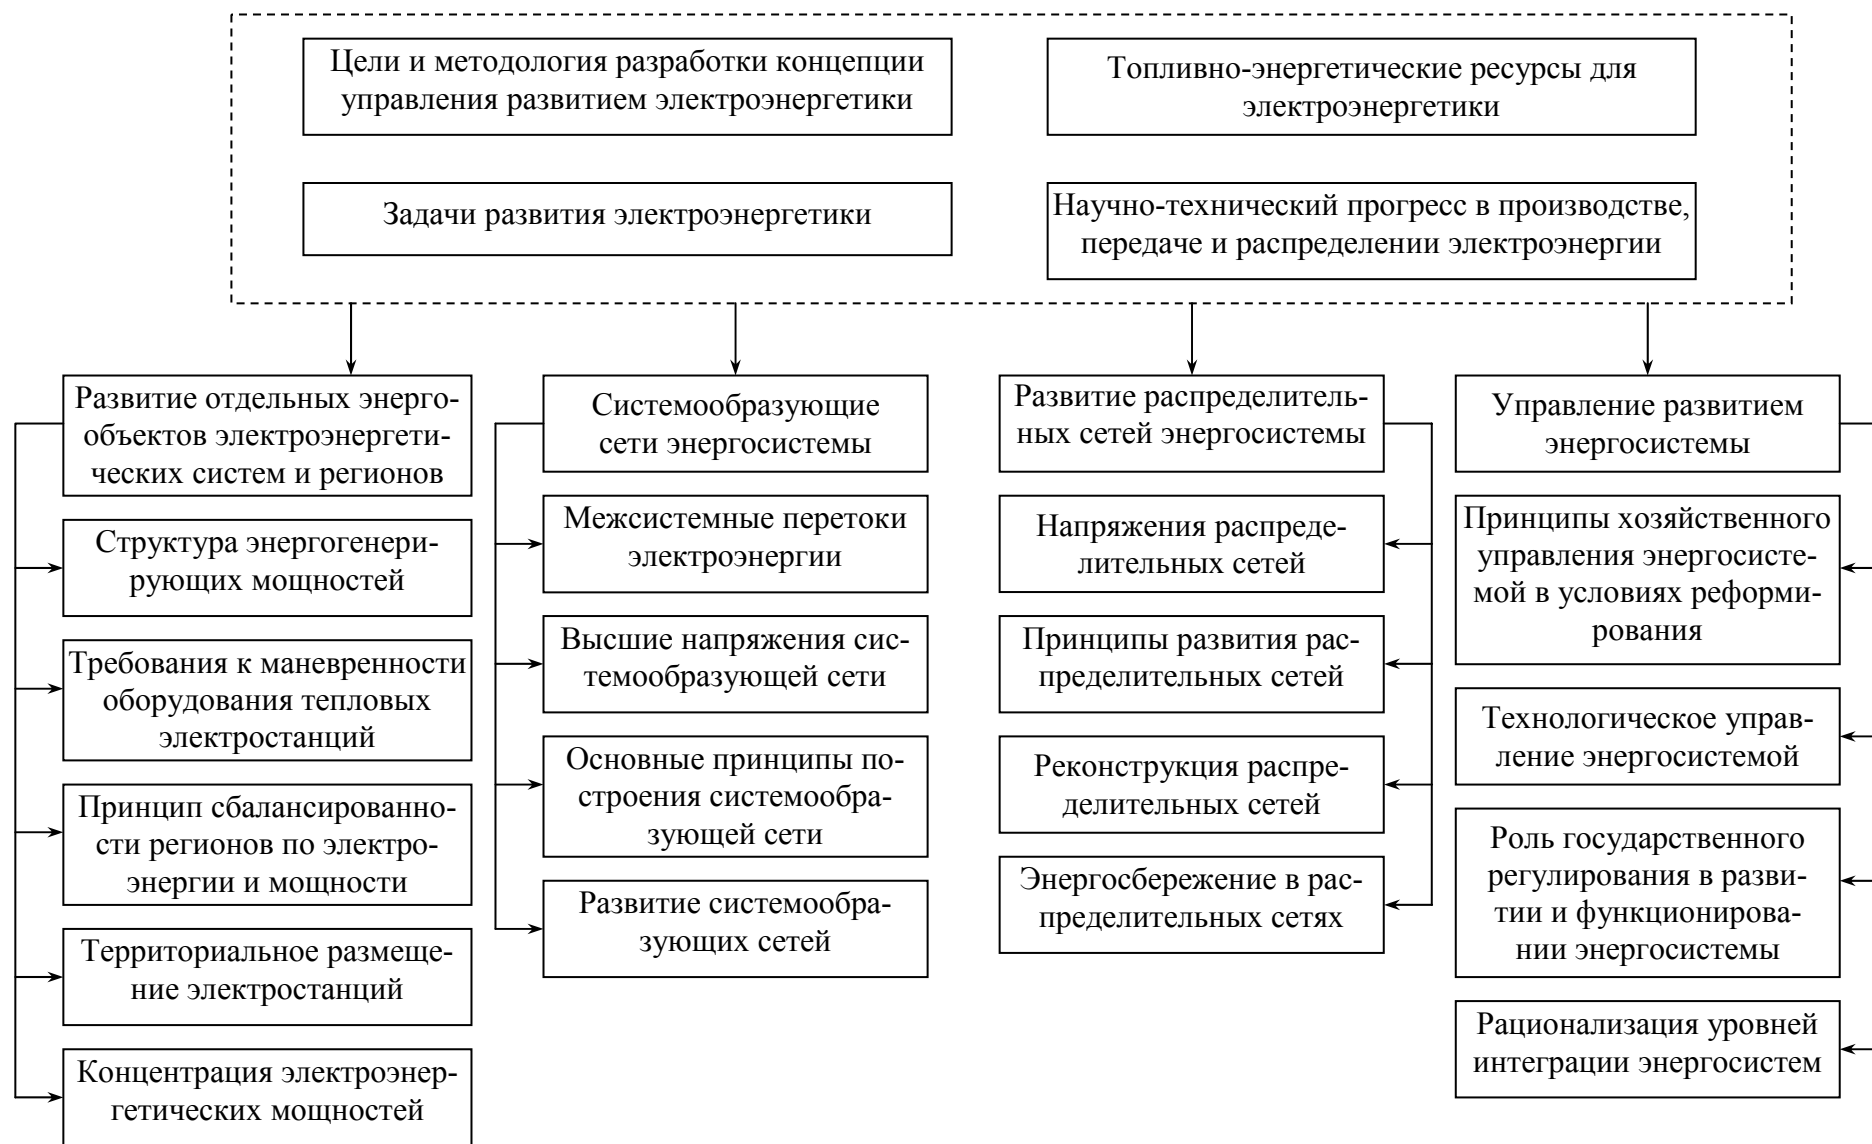 Цели и методология разработки концепции
управления развитием электроэнергетики
Топливно-энергетические ресурсы для
электроэнергетики
Задачи развития электроэнергетики
Научно-технический прогресс в производстве,
передаче и распределении электроэнергии
Развитие отдельных энерго-
объектов электроэнергети-
ческих систем и регионов
Структура энергогенери-
рующих мощностей
Требования к маневренности
оборудования тепловых
электростанций
Принцип сбалансированно-
сти регионов по электро-
энергии и мощности
Территориальное размеще-
ние электростанций
Концентрация электроэнер-
гетических мощностей
Системообразующие
сети энергосистемы
Межсистемные перетоки
электроэнергии
Высшие напряжения сис-
темообразующей сети
Основные принципы по-
строения системообра-
зующей сети
Развитие системообра-
зующих сетей
Развитие распределитель-
ных сетей энергосистемы
Напряжения распреде-
лительных сетей
Принципы развития рас-
пределительных сетей
Реконструкция распре-
делительных сетей
Энергосбережение в рас-
пределительных сетях
Управление развитием
энергосистемы
Принципы хозяйственного
управления энергосисте-
мой в условиях реформи-
рования
Технологическое управ-
ление энергосистемой
Роль государственного
регулирования в разви-
тии и функционирова-
нии энергосистемы
Рационализация уровней
интеграции энергосистем